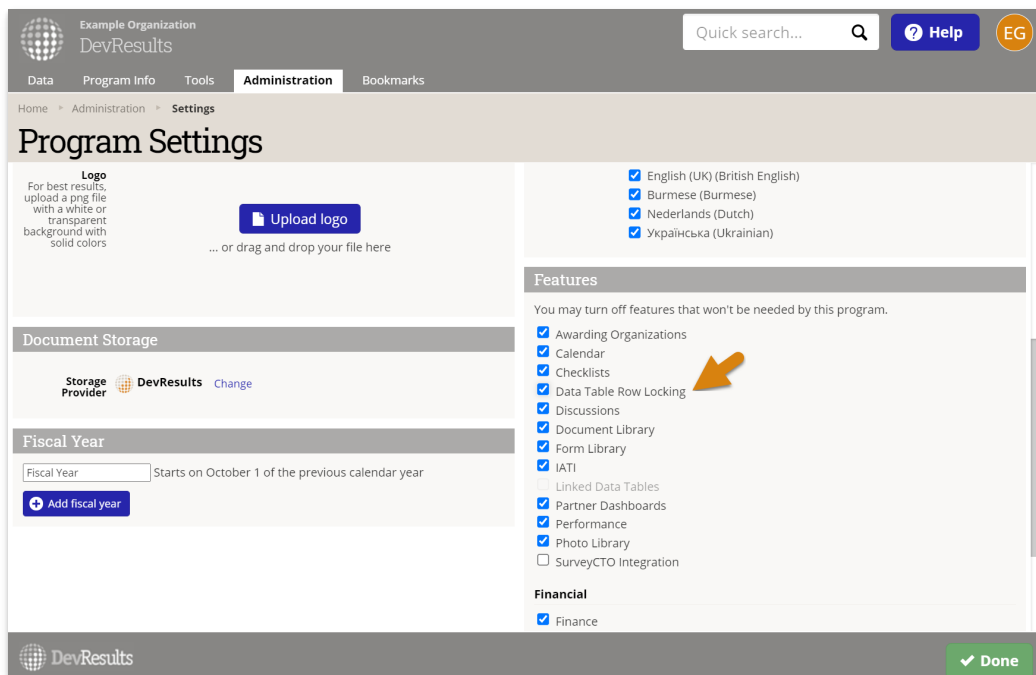 Example Organization
DevResults
Quick search...
Help
EG
Data
Program Info
Tools
Administration
Bookmarks
Home
Administration
Settings
Program Settings
Logo
For best results,
upload a png file
with a white or
transparent
background with
solid colors
Upload logo
... or drag and drop your file here
Document Storage
Storage
Provider
DevResults
Change
Fiscal Year
Fiscal Year
Starts on October 1 of the previous calendar year
Add fiscal year
English (UK) (British English)
Burmese (Burmese)
Nederlands (Dutch)
Українська (Ukrainian)
Features
You may turn off features that won't be needed by this program.
Awarding Organizations
Calendar
Checklists
Data Table Row Locking
Discussions
Document Library
Form Library
IATI
Linked Data Tables
Partner Dashboards
Performance
Photo Library
SurveyCTO Integration
Financial
Finance
DevResults
Done